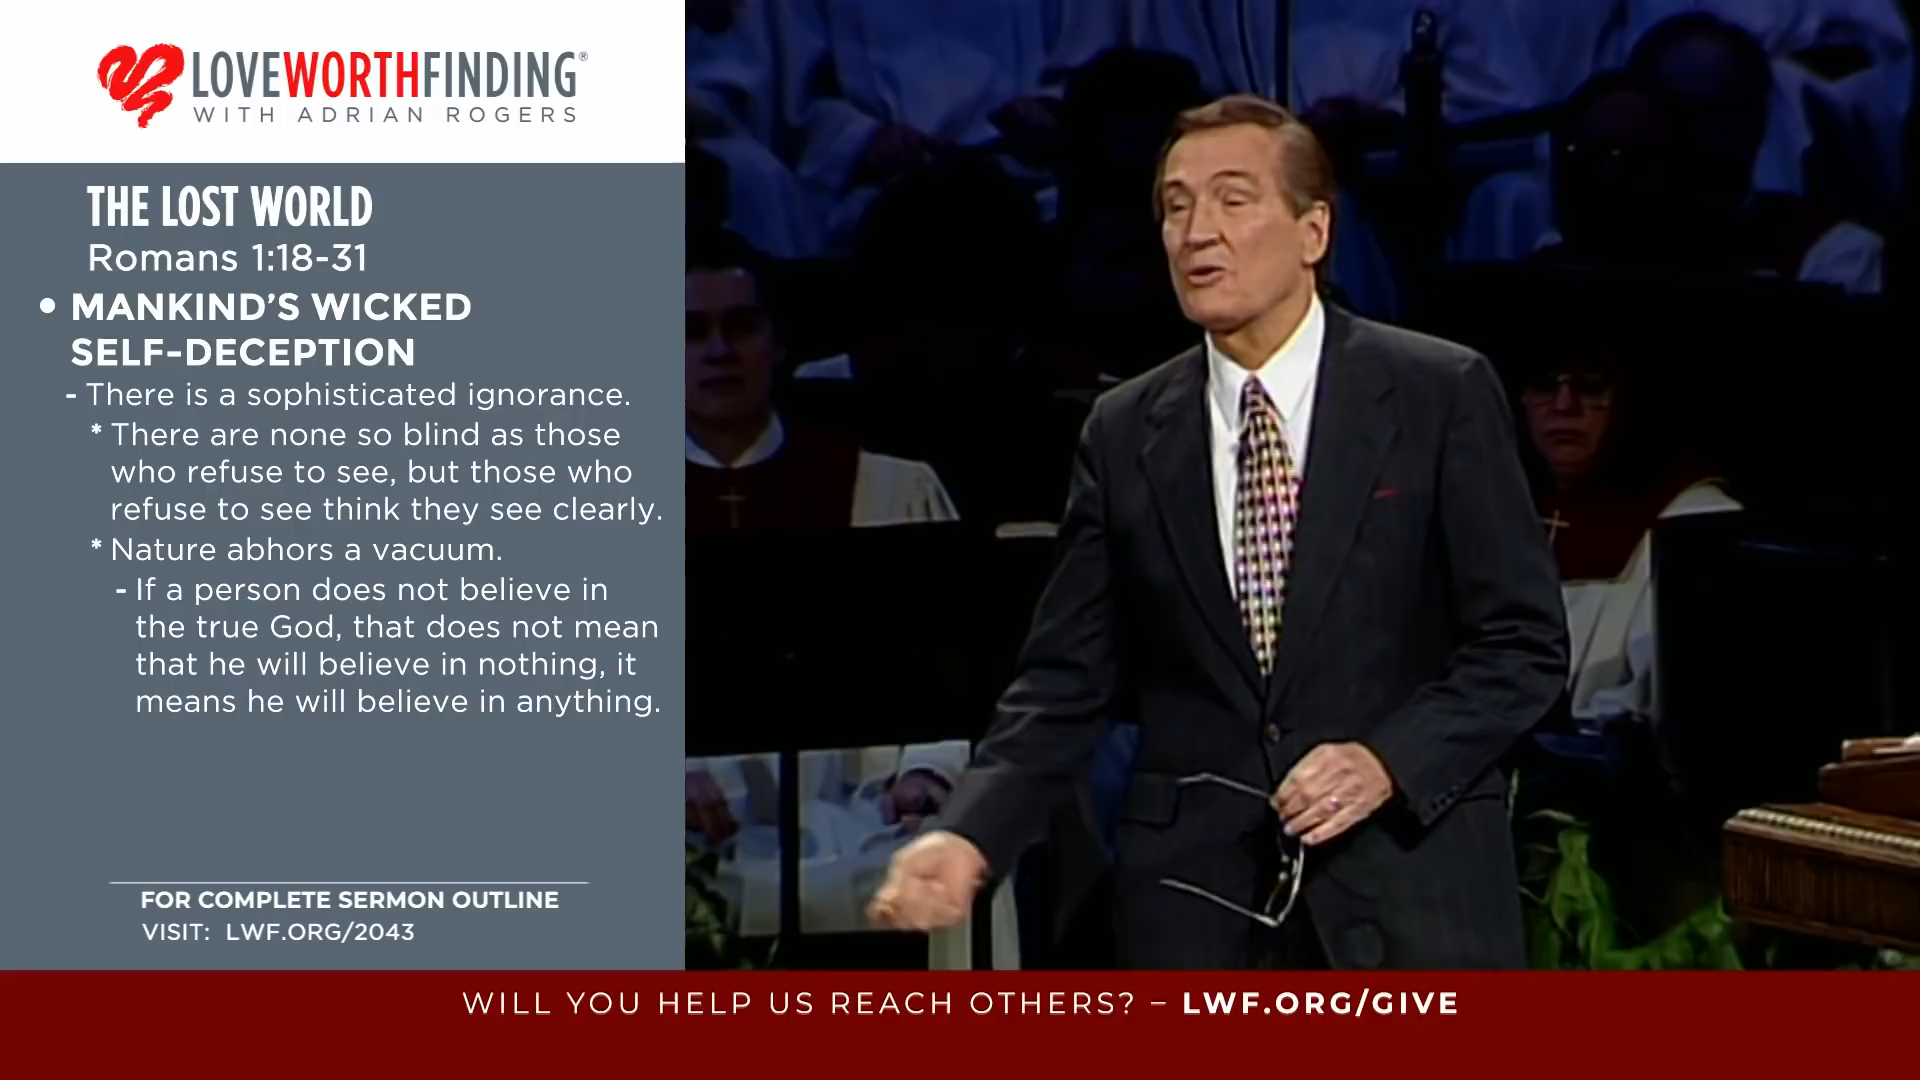 LOVEWORTHFINDING®
WITH ADRIAN ROGERS
THE LOST WORLD
Romans 1:18-31
• MANKIND’S WICKED
SELF-DECEPTION
- There is a sophisticated ignorance.
* There are none so blind as those
who refuse to see, but those who
refuse to see think they see clearly.
* Nature abhors a vacuum.
- If a person does not believe in
the true God, that does not mean
that he will believe in nothing, it
means he will believe in anything.
FOR COMPLETE SERMON OUTLINE
VISIT: LWF.ORG/2043
WILL YOU HELP US REACH OTHERS? – LWF.ORG/GIVE